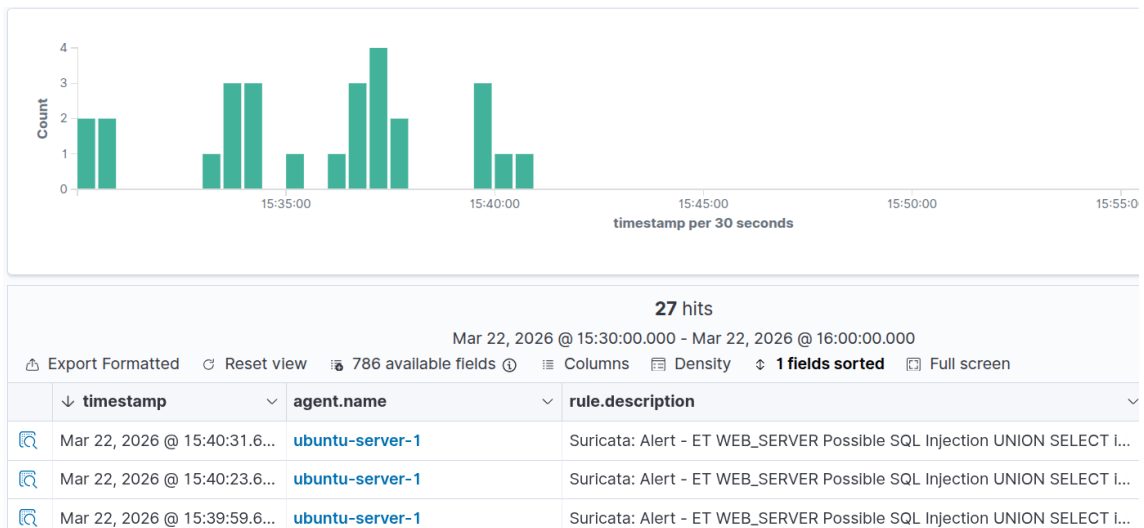 4
3
2
1
0
Count
15:35:00 15:40:00 15:45:00 15:50:00 15:55:0
timestamp per 30 seconds
27 hits
Mar 22, 2026 @ 15:30:00.000 - Mar 22, 2026 @ 16:00:00.000
Export Formatted Reset view 786 available fields Columns Density 1 fields sorted Full screen
timestamp agent.name rule.description
Mar 22, 2026 @ 15:40:31.6... ubuntu-server-1 Suricata: Alert - ET WEB_SERVER Possible SQL Injection UNION SELECT i...
Mar 22, 2026 @ 15:40:23.6... ubuntu-server-1 Suricata: Alert - ET WEB_SERVER Possible SQL Injection UNION SELECT i...
Mar 22, 2026 @ 15:39:59.6... ubuntu-server-1 Suricata: Alert - ET WEB_SERVER Possible SQL Injection UNION SELECT i...